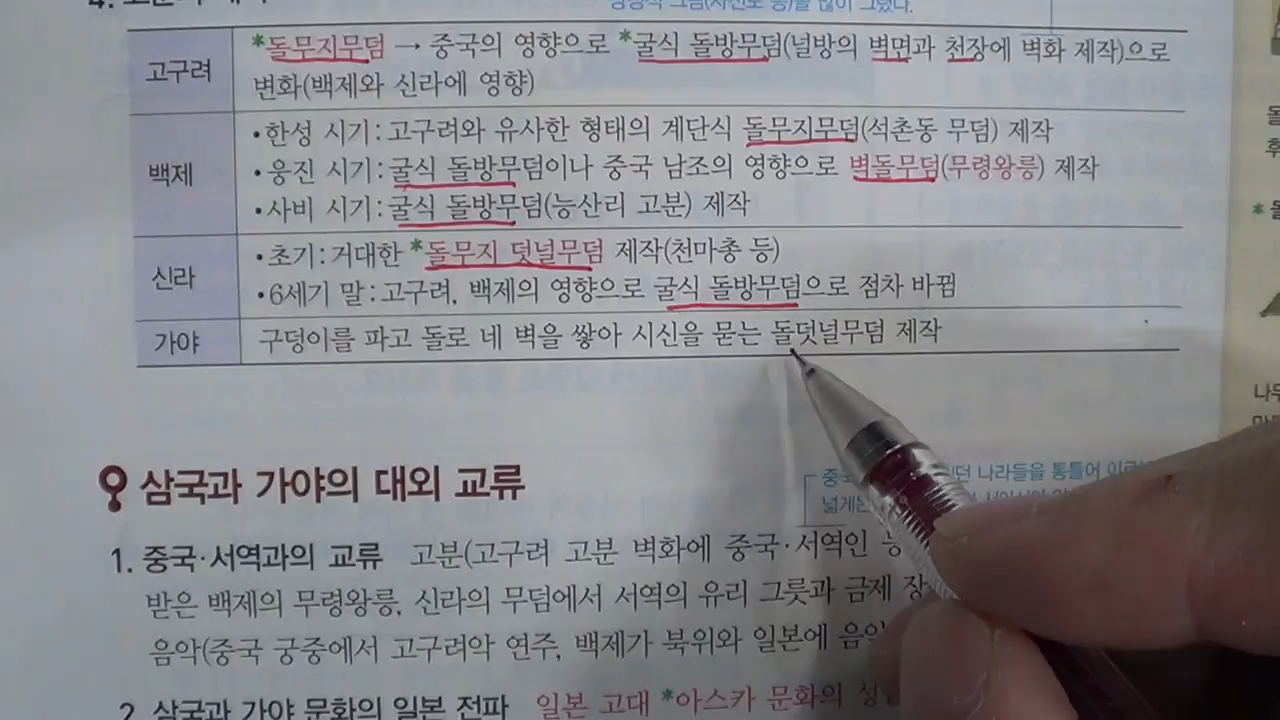 고구려
*돌무지무덤 → 중국의 영향으로 *굴식 돌방무덤(널방의 벽면과 천장에 벽화 제작)으로
변화(백제와 신라에 영향)
백제
•한성 시기: 고구려와 유사한 형태의 계단식 돌무지무덤(석촌동 무덤) 제작
•웅진 시기: 굴식 돌방무덤이나 중국 남조의 영향으로 벽돌무덤(무령왕릉) 제작
•사비 시기: 굴식 돌방무덤(능산리 고분) 제작
신라
•초기: 거대한 *돌무지 덧널무덤 제작(천마총 등)
•6세기 말: 고구려, 백제의 영향으로 굴식 돌방무덤으로 점차 바뀜
가야
구덩이를 파고 돌로 네 벽을 쌓아 시신을 묻는 돌덧널무덤 제작
삼국과 가야의 대외 교류
나라들을 통틀어
1. 중국·서역과의 교류 고분(고구려 고분 벽화에 중국·서역인
받은 백제의 무령왕릉, 신라의 무덤에서 서역의 유리 그릇과 금제
음악(중국 궁중에서 고구려악 연주, 백제가 북위와 일본에
2. 삼국과 가야 문화의 일본 전파 일본 고대 *아스카 문화의